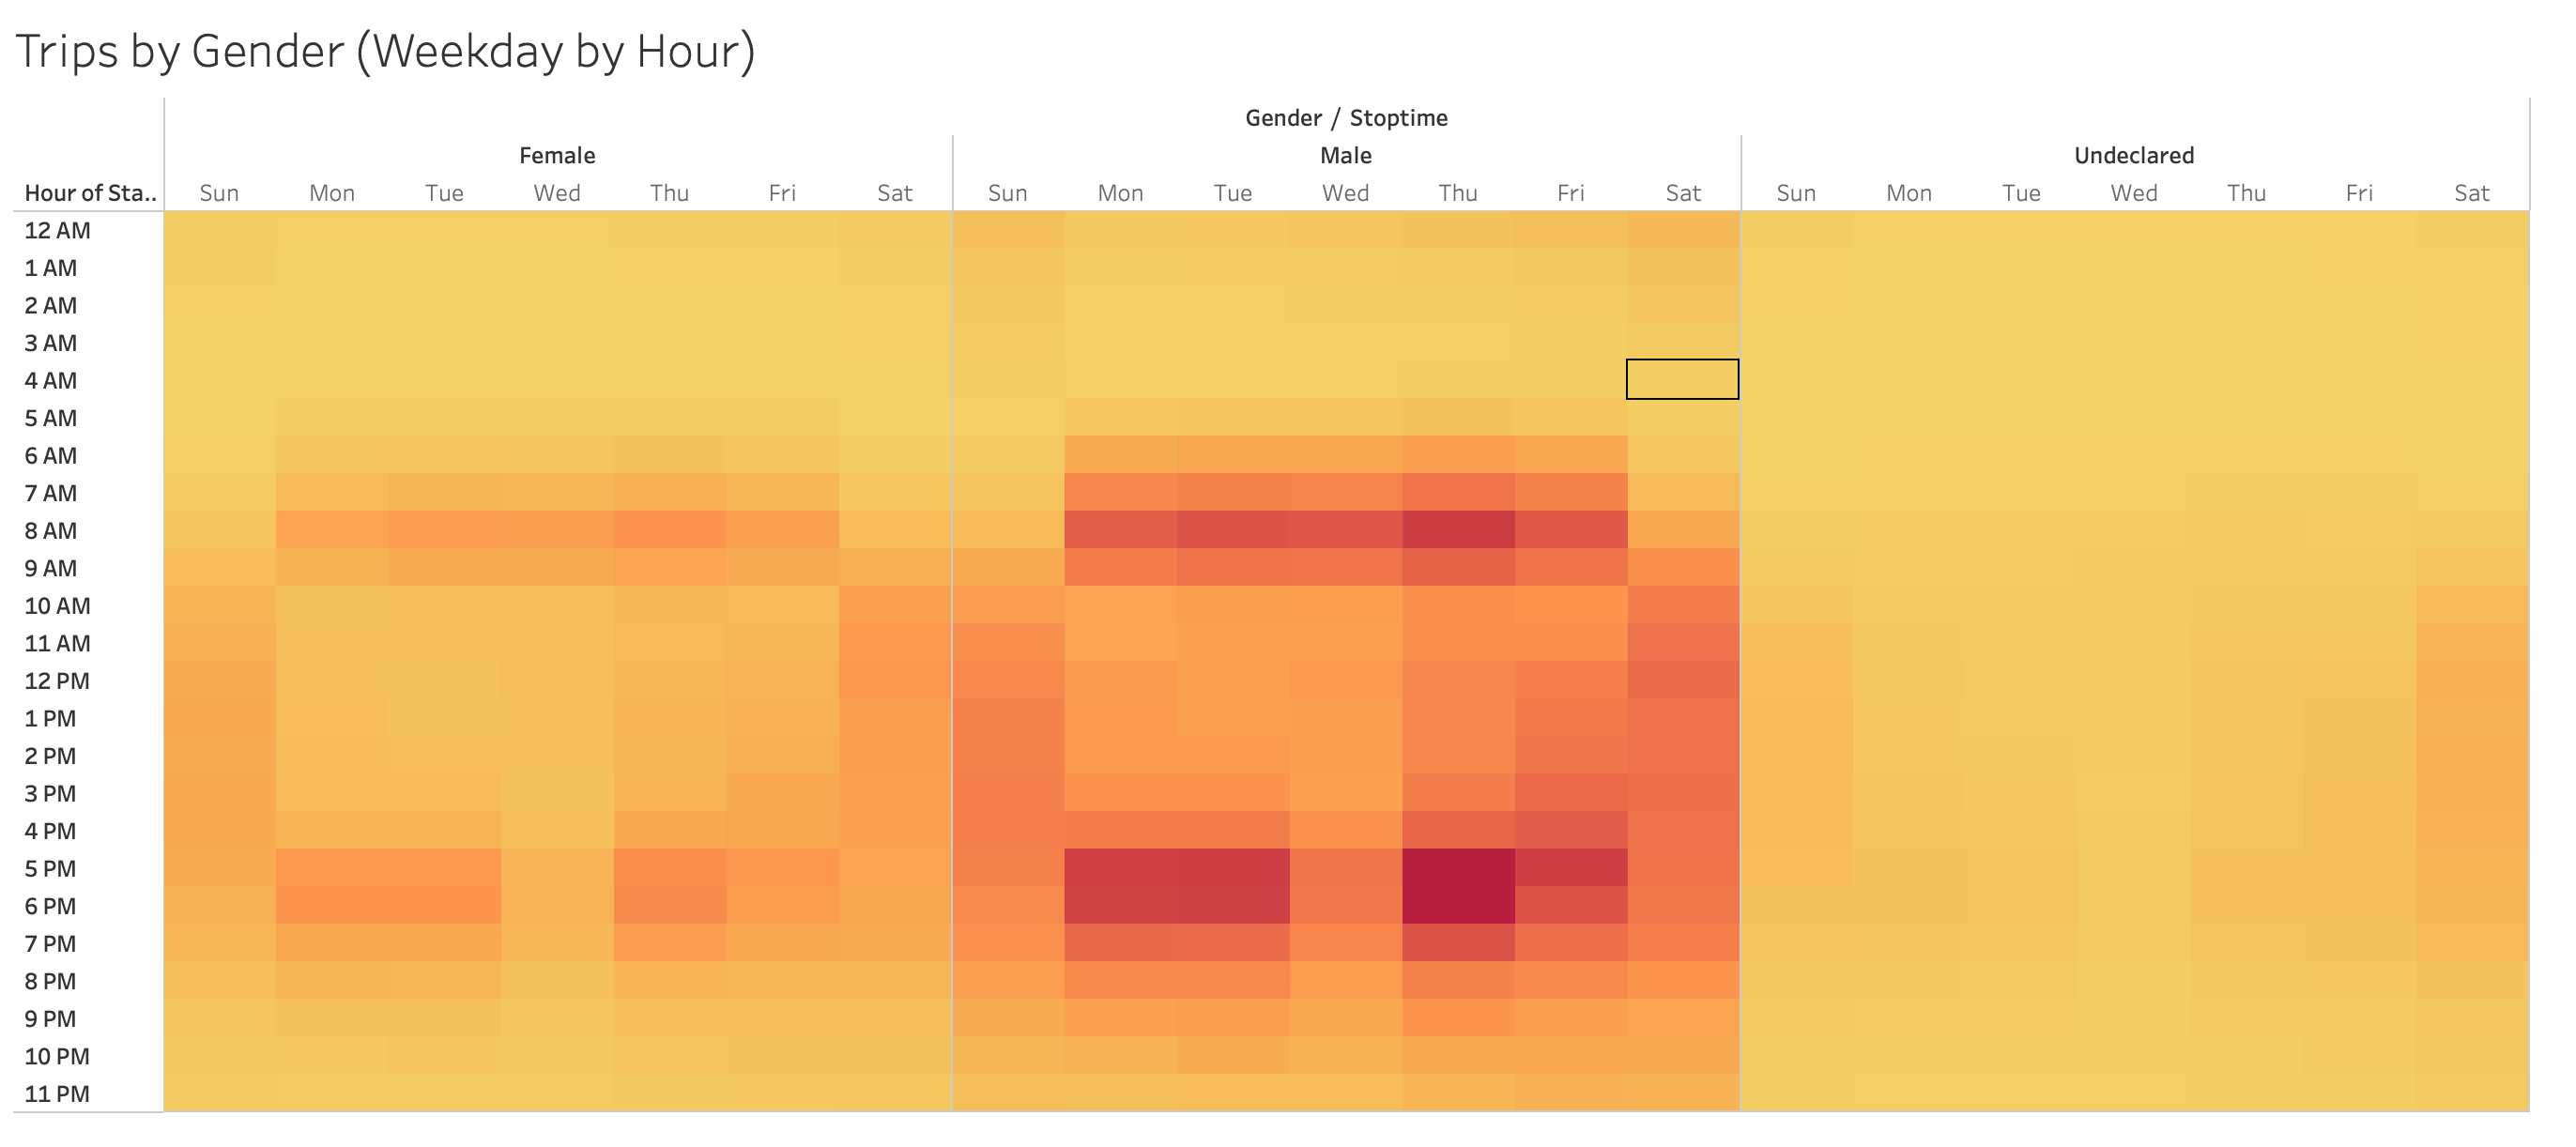 Trips by Gender (Weekday by Hour)
Gender / Stoptime
Female Male Undeclared
Hour of Sta.. Sun Mon Tue Wed Thu Fri Sat Sun Mon Tue Wed Thu Fri Sat Sun Mon Tue Wed Thu Fri Sat
12 AM
1 AM
2 AM
3 AM
4 AM
5 AM
6 AM
7 AM
8 AM
9 AM
10 AM
11 AM
12 PM
1 PM
2 PM
3 PM
4 PM
5 PM
6 PM
7 PM
8 PM
9 PM
10 PM
11 PM